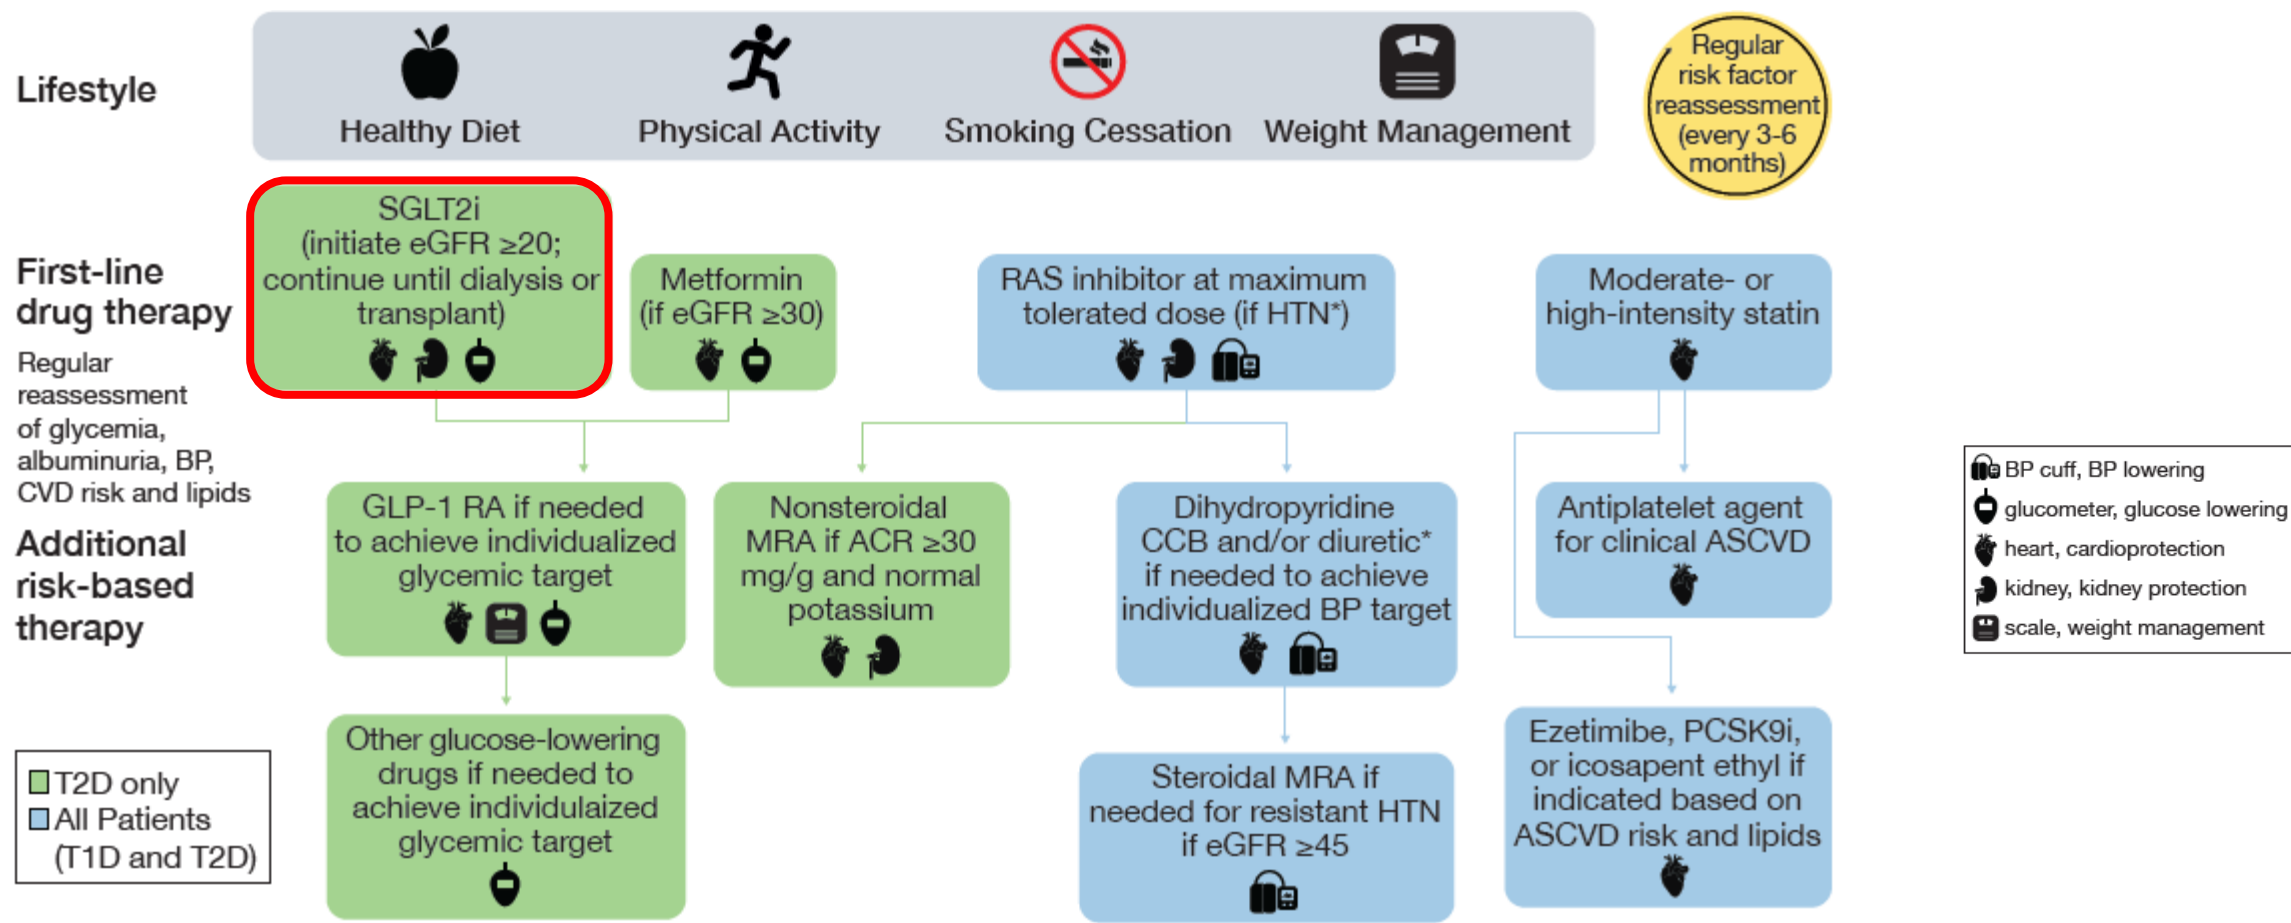 Lifestyle
Healthy Diet
Physical Activity
Smoking Cessation
Weight Management
Regular
risk factor
reassessment
(every 3-6
months)
First-line
drug therapy
Regular
reassessment
of glycemia,
albuminuria, BP,
CVD risk and lipids
SGLT2i
(initiate eGFR ≥20;
continue until dialysis or
transplant)
Metformin
(if eGFR ≥30)
RAS inhibitor at maximum
tolerated dose (if HTN*)
Moderate- or
high-intensity statin
Additional
risk-based
therapy
GLP-1 RA if needed
to achieve individualized
glycemic target
Nonsteroidal
MRA if ACR ≥30
mg/g and normal
potassium
Dihydropyridine
CCB and/or diuretic*
if needed to achieve
individualized BP target
Antiplatelet agent
for clinical ASCVD
Other glucose-lowering
drugs if needed to
achieve individulaized
glycemic target
Steroidal MRA if
needed for resistant HTN
if eGFR ≥45
Ezetimibe, PCSK9i,
or icosapent ethyl if
indicated based on
ASCVD risk and lipids
BP cuff, BP lowering
glucometer, glucose lowering
heart, cardioprotection
kidney, kidney protection
scale, weight management
T2D only
All Patients
(T1D and T2D)